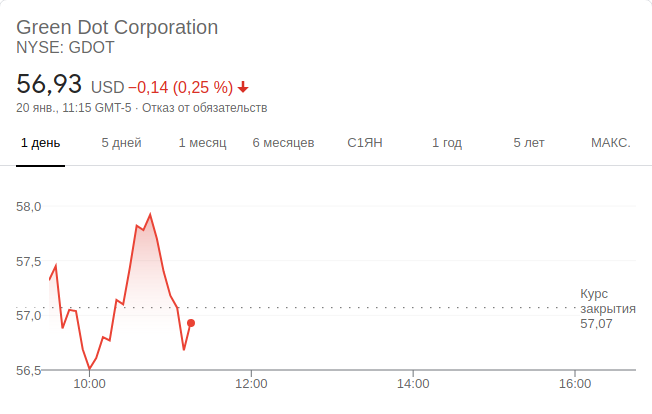 Green Dot Corporation
NYSE: GDOT
56,93 USD −0,14 (0,25 %)
20 янв., 11:15 GMT-5 · Отказ от обязательств
1 день 5 дней 1 месяц 6 месяцев С1ЯН 1 год 5 лет МАКС.
58,0
57,5
57,0
56,5
Курс
закрытия
57,07
10:00 12:00 14:00 16:00